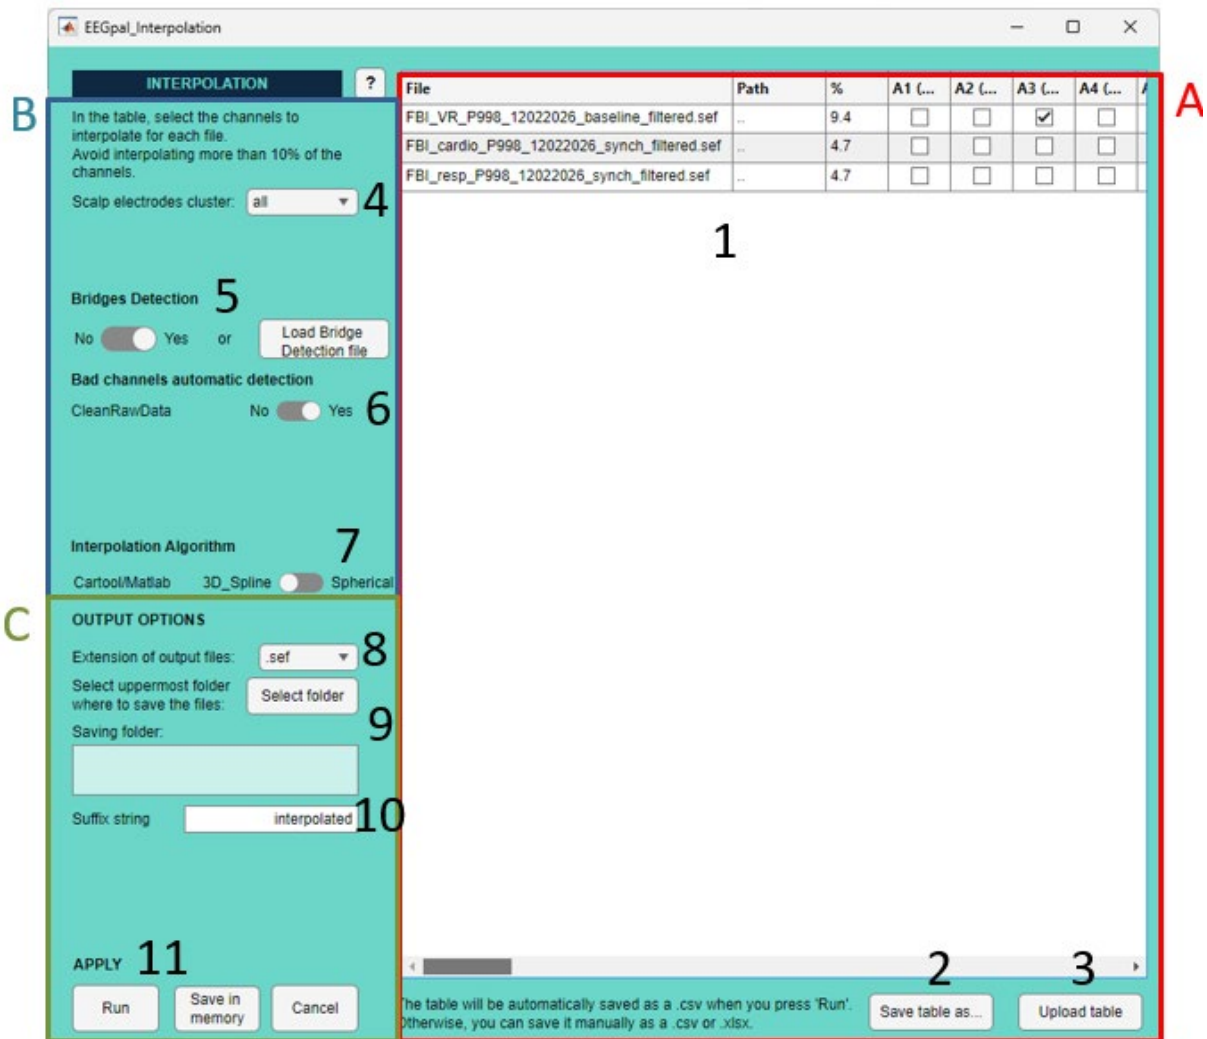 EEGpal_Interpolation
INTERPOLATION
?
B
In the table, select the channels to
interpolate for each file.
Avoid interpolating more than 10% of the
channels.
Scalp electrodes cluster: all 4
Bridges Detection 5
No Yes or Load Bridge
Detection file
Bad channels automatic detection
CleanRawData No Yes 6
Interpolation Algorithm 7
Cartool/Matlab 3D_Spline Spherical
C
OUTPUT OPTIONS
Extension of output files: .sef 8
Select uppermost folder
where to save the files:
Select folder
9
Saving folder:
Suffix string interpolated 10
APPLY 11
Run
Save in
memory
Cancel
A
File Path % A1 (... A2 (... A3 (... A4 (...
FBI_VR_P998_12022026_baseline_filtered.sef .. 9.4
FBI_cardio_P998_12022026_synch_filtered.sef .. 4.7
FBI_resp_P998_12022026_synch_filtered.sef .. 4.7
1
2 3
The table will be automatically saved as a .csv when you press 'Run'.
Otherwise, you can save it manually as a .csv or .xlsx.
Save table as... Upload table